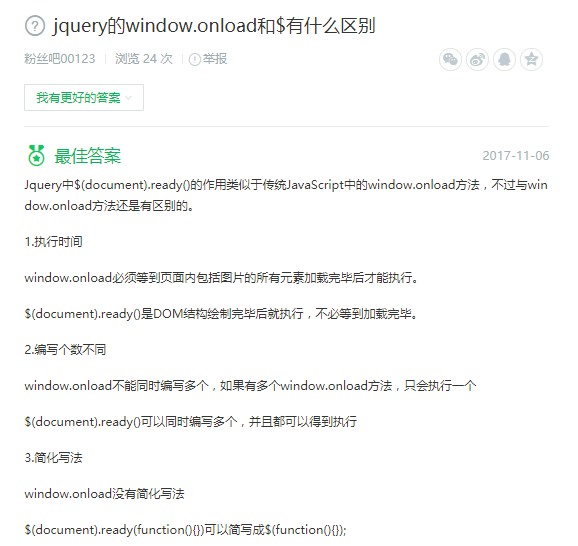 jquery的window.onload和$有什么区别
粉丝吧00123 | 浏览 24 次 | 举报
我有更好的答案
最佳答案 2017-11-06
Jquery中$(document).ready()的作用类似于传统JavaScript中的window.onload方法，不过与win
dow.onload方法还是有区别的。
1.执行时间
window.onload必须等到页面内包括图片的所有元素加载完毕后才能执行。
$(document).ready()是DOM结构绘制完毕后就执行，不必等到加载完毕。
2.编写个数不同
window.onload不能同时编写多个，如果有多个window.onload方法，只会执行一个
$(document).ready()可以同时编写多个，并且都可以得到执行
3.简化写法
window.onload没有简化写法
$(document).ready(function(){})可以简写成$(function(){});